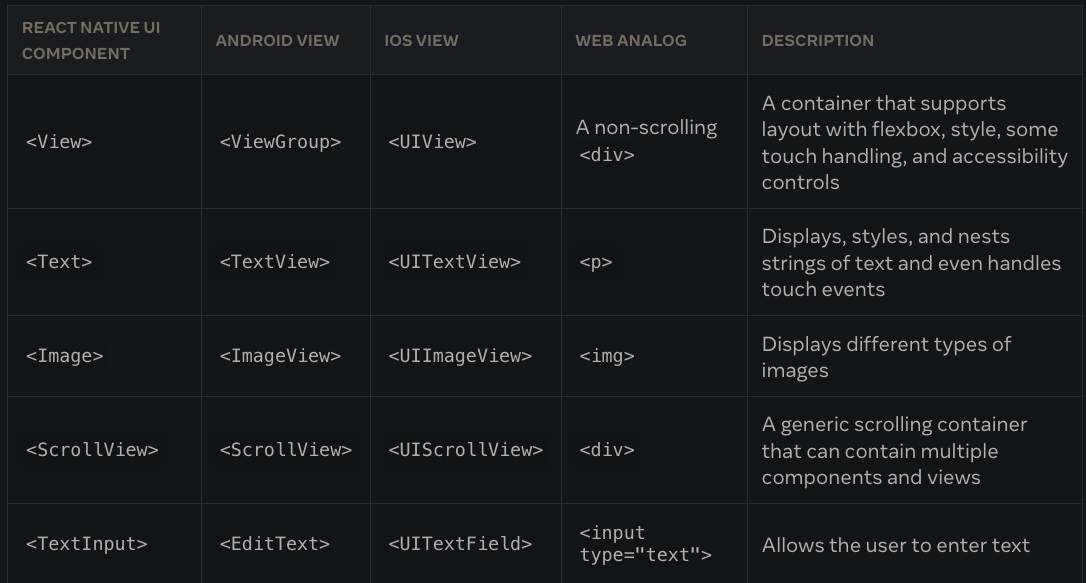 REACT NATIVE UI
COMPONENT
ANDROID VIEW
IOS VIEW
WEB ANALOG
DESCRIPTION
<View>
<ViewGroup>
<UIView>
A non-scrolling
<div>
A container that supports
layout with flexbox, style, some
touch handling, and accessibility
controls
<Text>
<TextView>
<UITextView>
<p>
Displays, styles, and nests
strings of text and even handles
touch events
<Image>
<ImageView>
<UIImageView>
<img>
Displays different types of
images
<ScrollView>
<ScrollView>
<UIScrollView>
<div>
A generic scrolling container
that can contain multiple
components and views
<TextInput>
<EditText>
<UITextField>
<input
type="text">
Allows the user to enter text